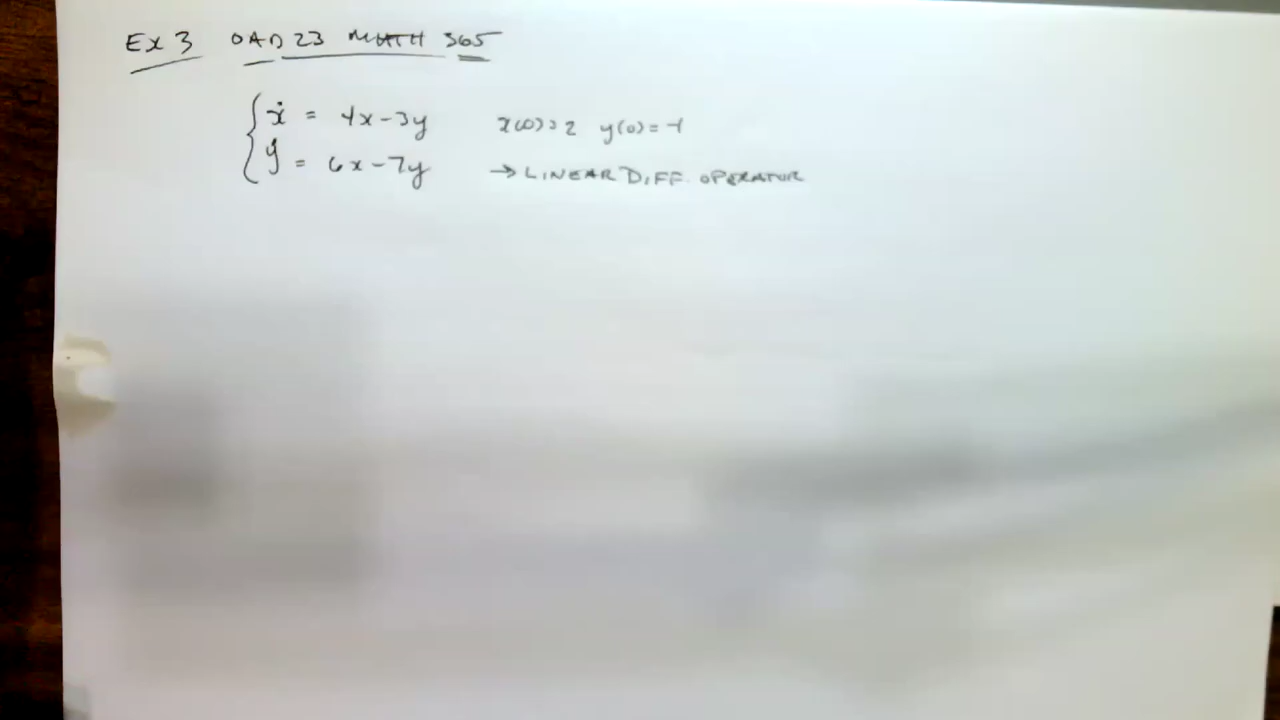 Ex 3 OAD 23 MATH 365
ẋ = 4x-3y x(0)=2 y(0)=-1
ẏ = 6x-7y → LINEAR DIFF. OPERATOR